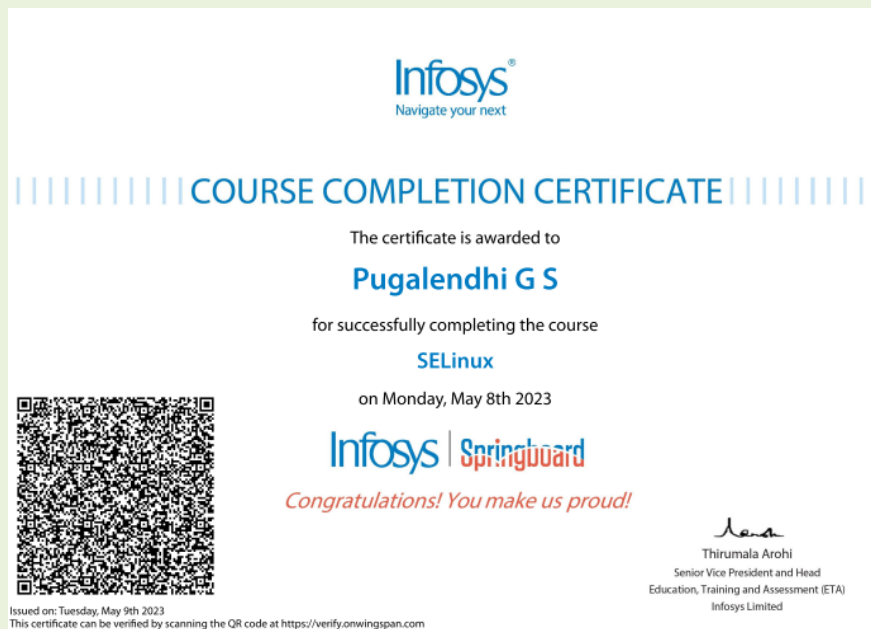 Infosys®
Navigate your next
COURSE COMPLETION CERTIFICATE
The certificate is awarded to
Pugalendhi G S
for successfully completing the course
SELinux
on Monday, May 8th 2023
Infosys | Springboard
Congratulations! You make us proud!
Thirumala Arohi
Senior Vice President and Head
Education, Training and Assessment (ETA)
Infosys Limited
Issued on: Tuesday, May 9th 2023
This certificate can be verified by scanning the QR code at https://verify.onwingspan.com